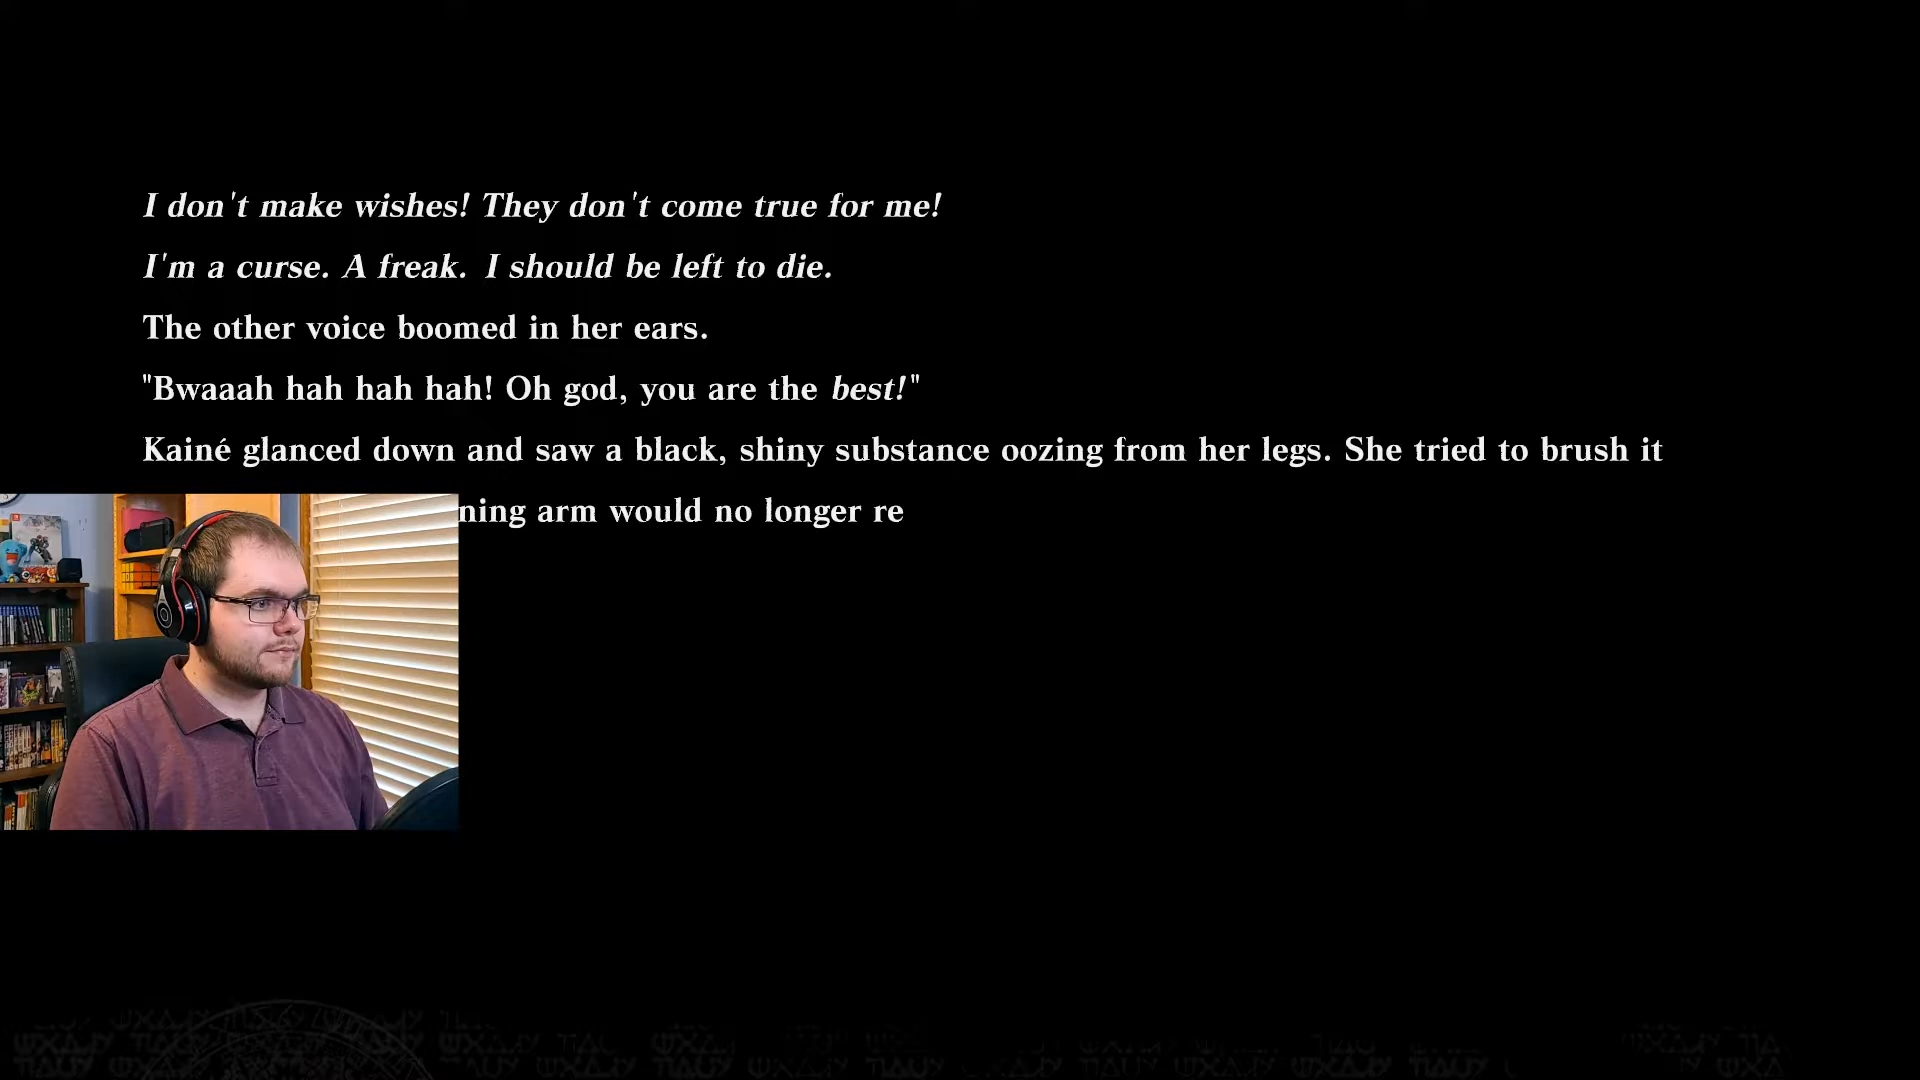 I don't make wishes! They don't come true for me!
I'm a curse. A freak. I should be left to die.
The other voice boomed in her ears.
"Bwaaah hah hah hah! Oh god, you are the best!"
Kainé glanced down and saw a black, shiny substance oozing from her legs. She tried to brush it
arm would no longer re